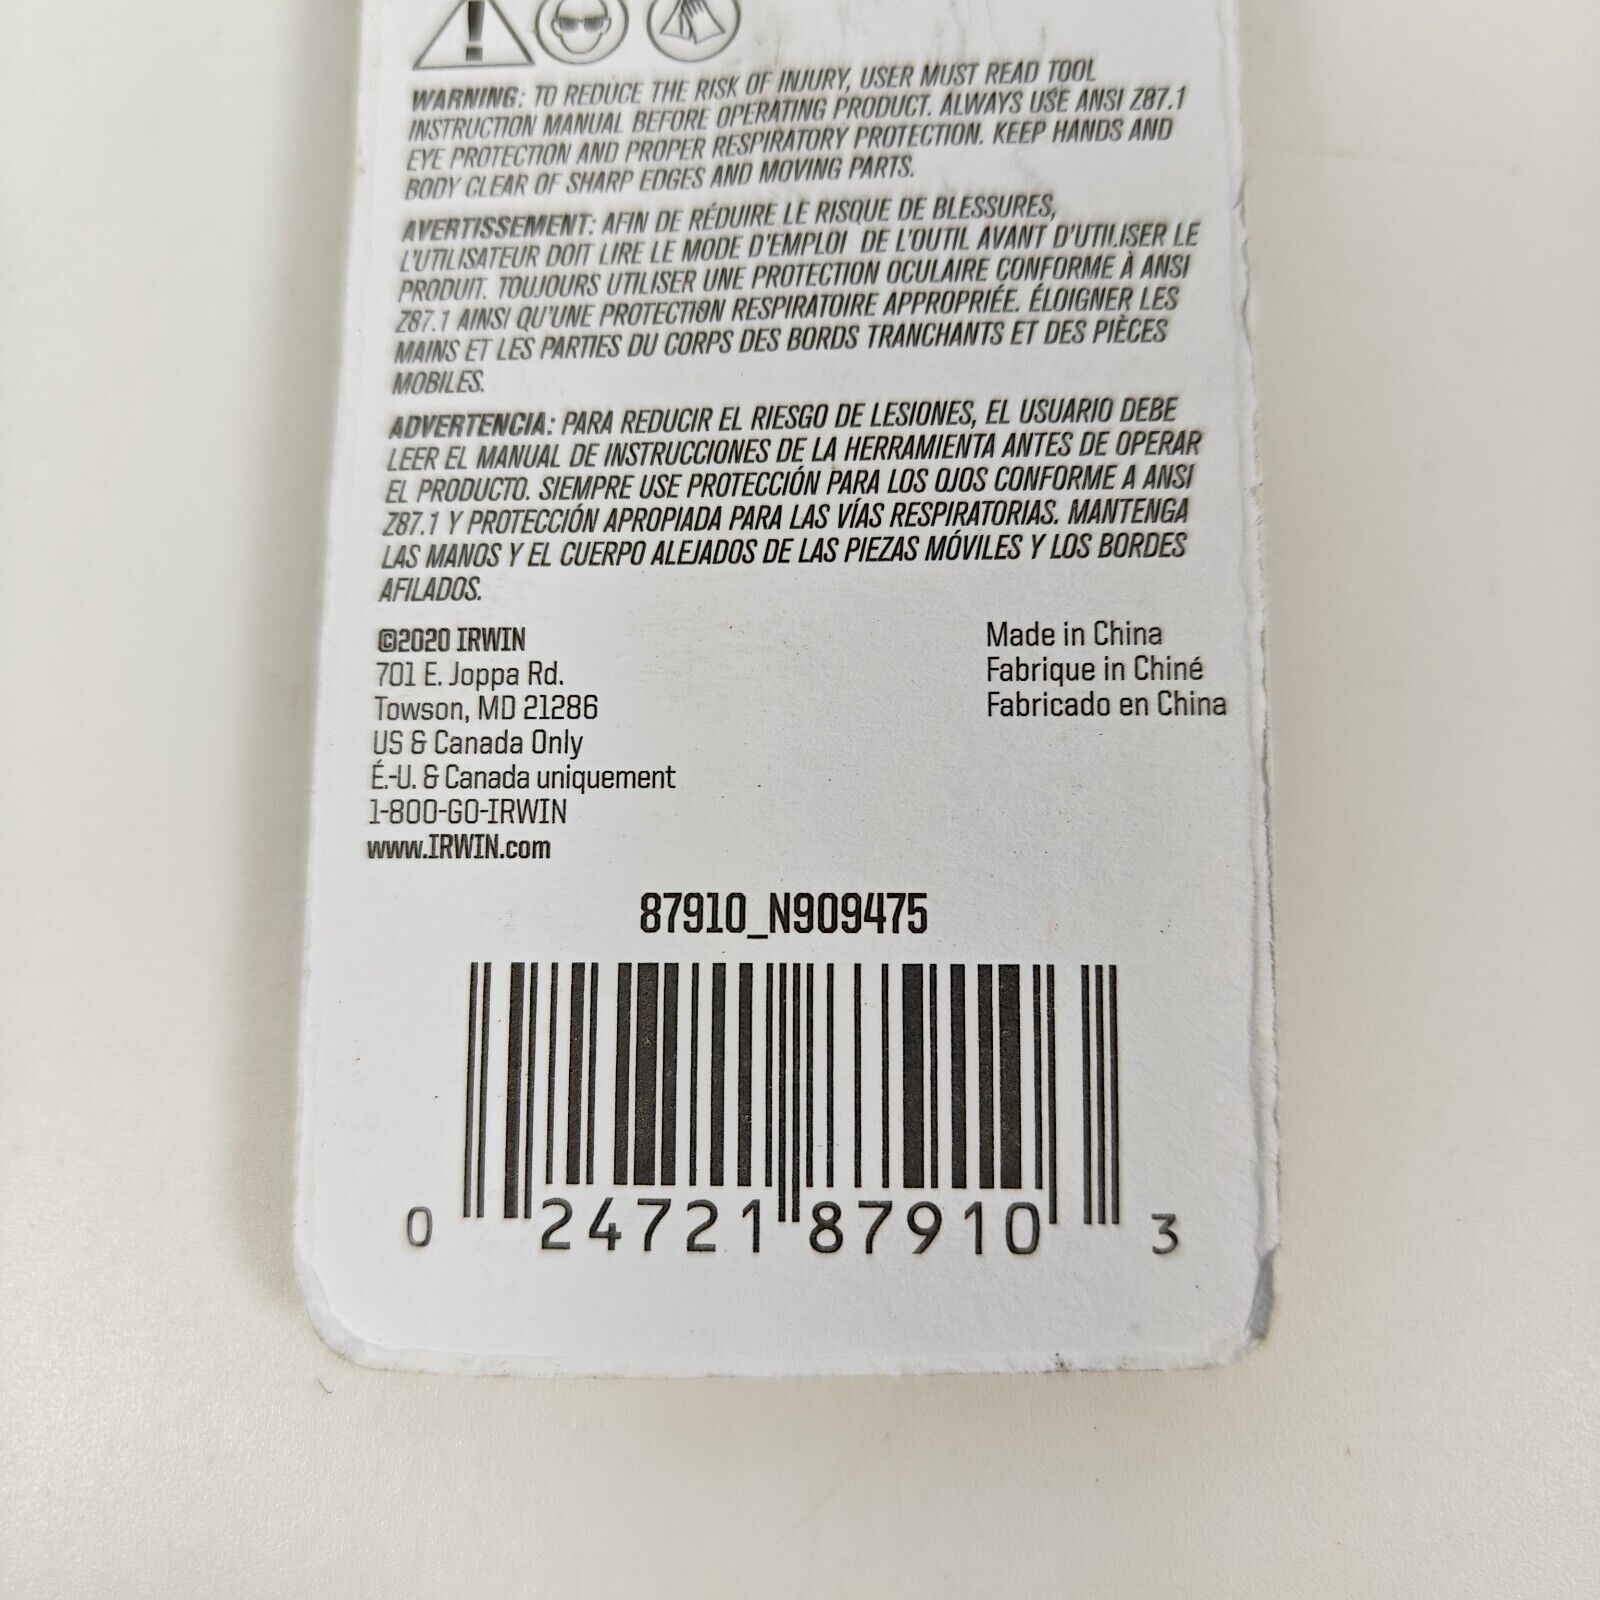 WARNING: TO REDUCE THE RISK OF INJURY, USER MUST READ TOOL
INSTRUCTION MANUAL BEFORE OPERATING PRODUCT. ALWAYS USE ANSI Z87.1
EYE PROTECTION AND PROPER RESPIRATORY PROTECTION. KEEP HANDS AND
BODY CLEAR OF SHARP EDGES AND MOVING PARTS.
AVERTISSEMENT: AFIN DE RÉDUIRE LE RISQUE DE BLESSURES,
L'UTILISATEUR DOIT LIRE LE MODE D'EMPLOI DE L'OUTIL AVANT D'UTILISER LE
PRODUIT. TOUJOURS UTILISER UNE PROTECTION OCULAIRE CONFORME À ANSI
Z87.1 AINSI QU'UNE PROTECTION RESPIRATOIRE APPROPRIÉE. ÉLOIGNER LES
MAINS ET LES PARTIES DU CORPS DES BORDS TRANCHANTS ET DES PIÈCES
MOBILES.
ADVERTENCIA: PARA REDUCIR EL RIESGO DE LESIONES, EL USUARIO DEBE
LEER EL MANUAL DE INSTRUCCIONES DE LA HERRAMIENTA ANTES DE OPERAR
EL PRODUCTO. SIEMPRE USE PROTECCIÓN PARA LOS OJOS CONFORME A ANSI
Z87.1 Y PROTECCIÓN APROPIADA PARA LAS VÍAS RESPIRATORIAS. MANTENGA
LAS MANOS Y EL CUERPO ALEJADOS DE LAS PIEZAS MÓVILES Y LOS BORDES
AFILADOS.
©2020 IRWIN
701 E. Joppa Rd.
Towson, MD 21286
US & Canada Only
É.-U. & Canada uniquement
1-800-GO-IRWIN
www.IRWIN.com
Made in China
Fabrique in Chiné
Fabricado en China
87910_N909475
0 24721 87910 3